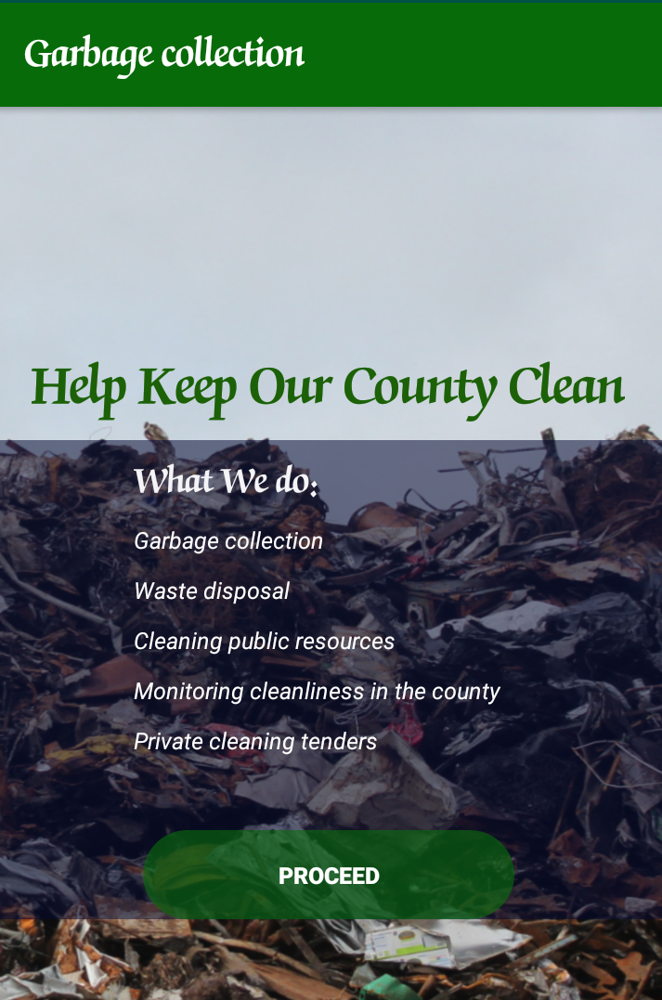 Garbage collection
Help Keep Our County Clean
What We do:
Garbage collection
Waste disposal
Cleaning public resources
Monitoring cleanliness in the county
Private cleaning tenders
PROCEED